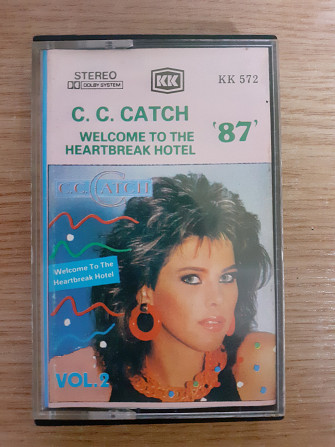 STEREO
DOLBY SYSTEM
KK
KK 572
C. C. CATCH
WELCOME TO THE
HEARTBREAK HOTEL
'87'
C.C.CATCH
Welcome To The
Heartbreak Hotel
VOL.2